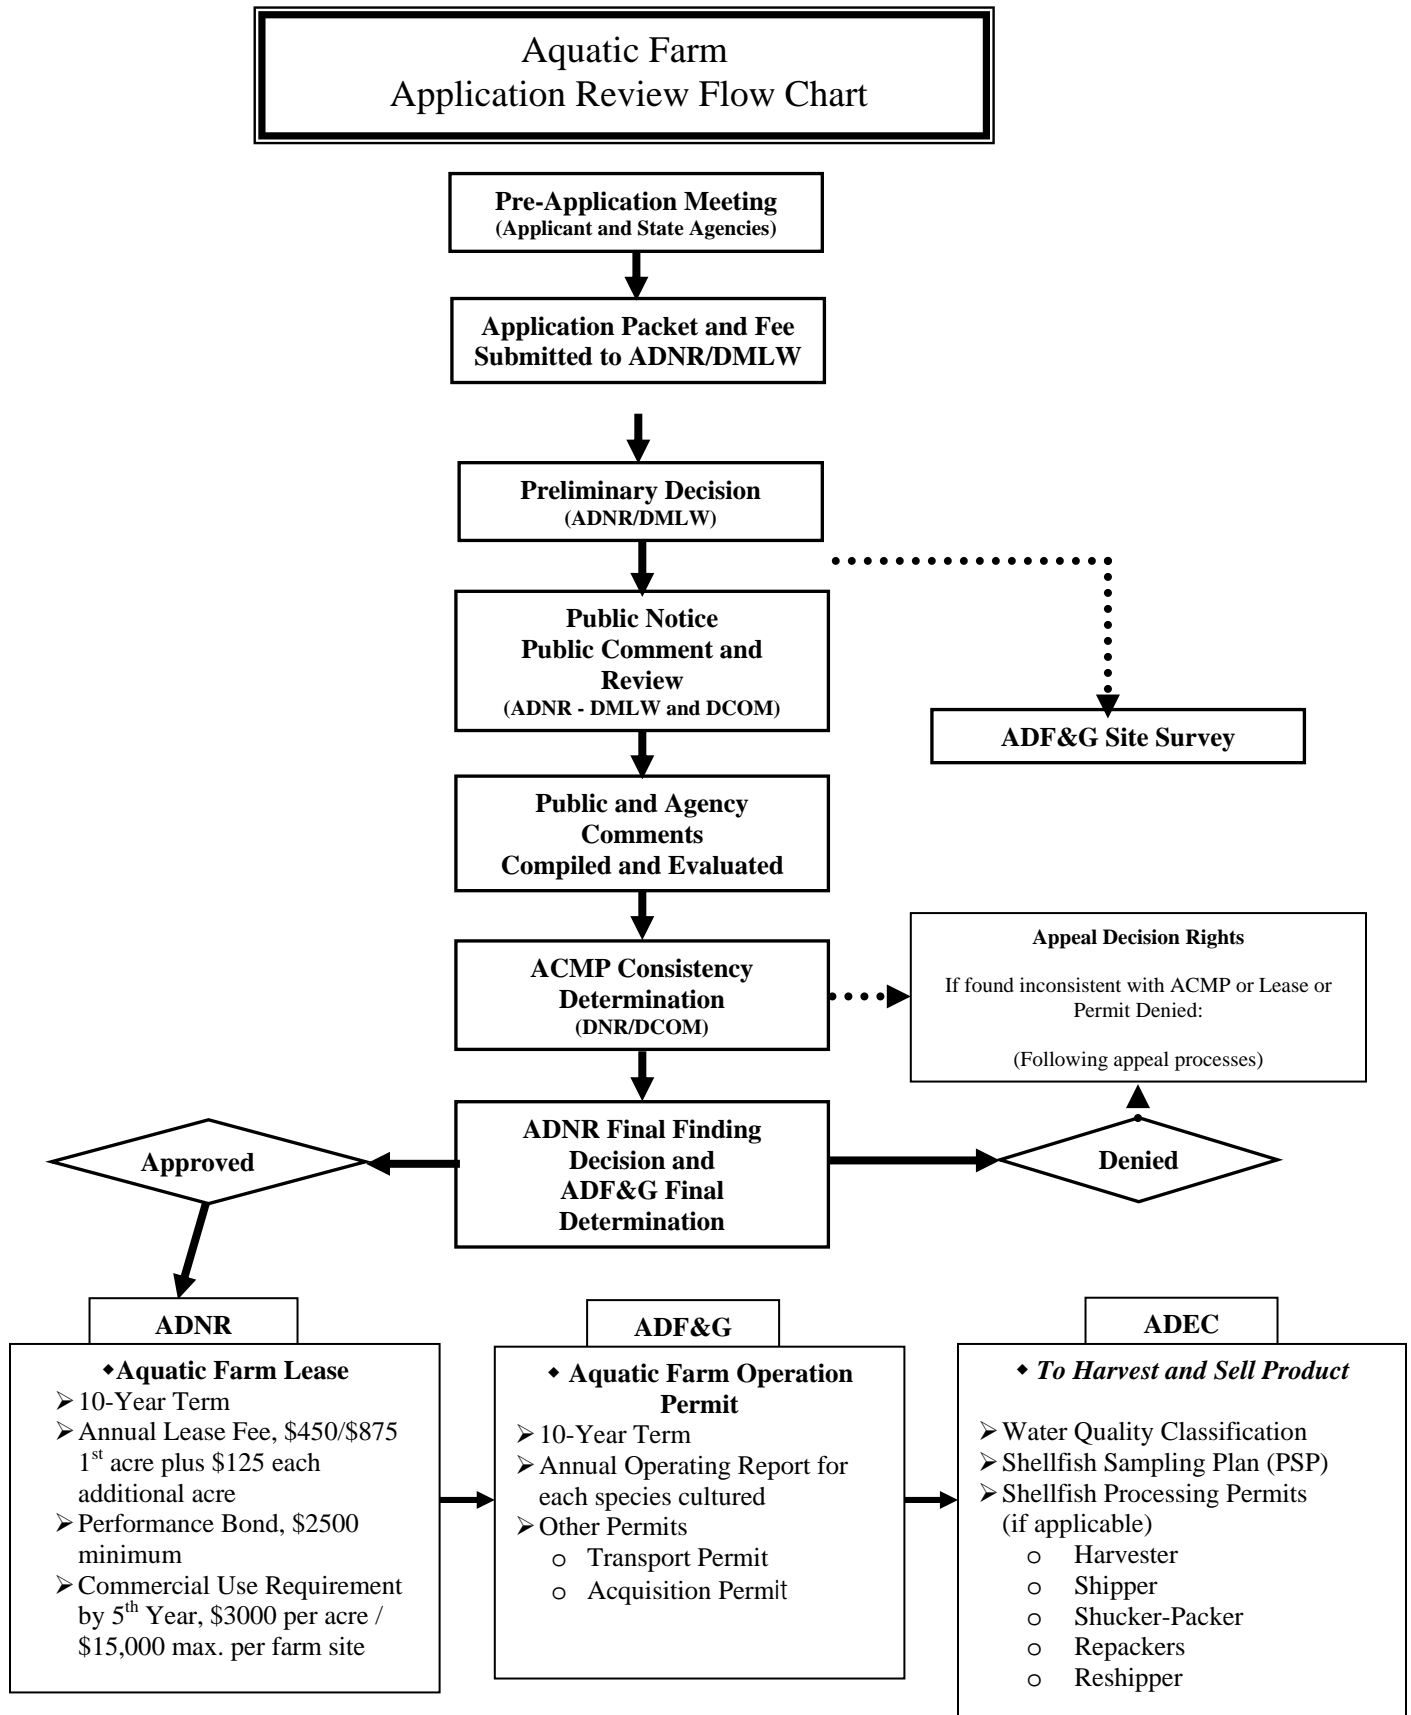 Aquatic Farm
Application Review Flow Chart
Pre-Application Meeting
(Applicant and State Agencies)
Application Packet and Fee
Submitted to ADNR/DMLW
Preliminary Decision
(ADNR/DMLW)
Public Notice
Public Comment and
Review
(ADNR - DMLW and DCOM)
ADF&G Site Survey
Public and Agency
Comments
Compiled and Evaluated
ACMP Consistency
Determination
(DNR/DCOM)
Appeal Decision Rights
If found inconsistent with ACMP or Lease or
Permit Denied:
(Following appeal processes)
ADNR Final Finding
Decision and
ADF&G Final
Determination
Approved
Denied
ADNR
◆Aquatic Farm Lease
➢10-Year Term
➢Annual Lease Fee, $450/$875
1st acre plus $125 each
additional acre
➢Performance Bond, $2500
minimum
➢Commercial Use Requirement
by 5th Year, $3000 per acre /
$15,000 max. per farm site
ADF&G
◆ Aquatic Farm Operation
Permit
➢10-Year Term
➢Annual Operating Report for
each species cultured
➢Other Permits
o Transport Permit
o Acquisition Permit
ADEC
◆ To Harvest and Sell Product
➢Water Quality Classification
➢Shellfish Sampling Plan (PSP)
➢Shellfish Processing Permits
(if applicable)
o Harvester
o Shipper
o Shucker-Packer
o Repackers
o Reshipper